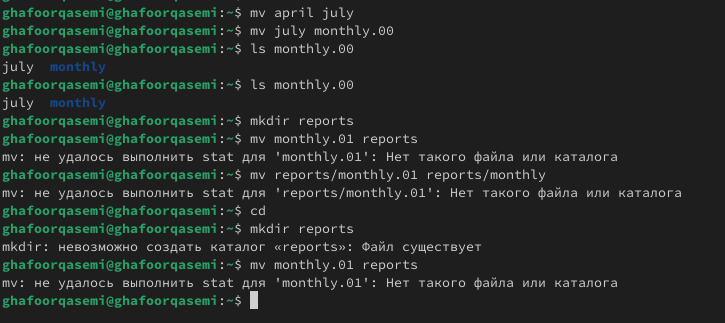 ghafoorqasemi@ghafoorqasemi:~$ mv april july
ghafoorqasemi@ghafoorqasemi:~$ mv july monthly.00
ghafoorqasemi@ghafoorqasemi:~$ ls monthly.00
july  monthly
ghafoorqasemi@ghafoorqasemi:~$ ls monthly.00
july  monthly
ghafoorqasemi@ghafoorqasemi:~$ mkdir reports
ghafoorqasemi@ghafoorqasemi:~$ mv monthly.01 reports
mv: не удалось выполнить stat для 'monthly.01': Нет такого файла или каталога
ghafoorqasemi@ghafoorqasemi:~$ mv reports/monthly.01 reports/monthly
mv: не удалось выполнить stat для 'reports/monthly.01': Нет такого файла или каталога
ghafoorqasemi@ghafoorqasemi:~$ cd
ghafoorqasemi@ghafoorqasemi:~$ mkdir reports
mkdir: невозможно создать каталог «reports»: Файл существует
ghafoorqasemi@ghafoorqasemi:~$ mv monthly.01 reports
mv: не удалось выполнить stat для 'monthly.01': Нет такого файла или каталога
ghafoorqasemi@ghafoorqasemi:~$